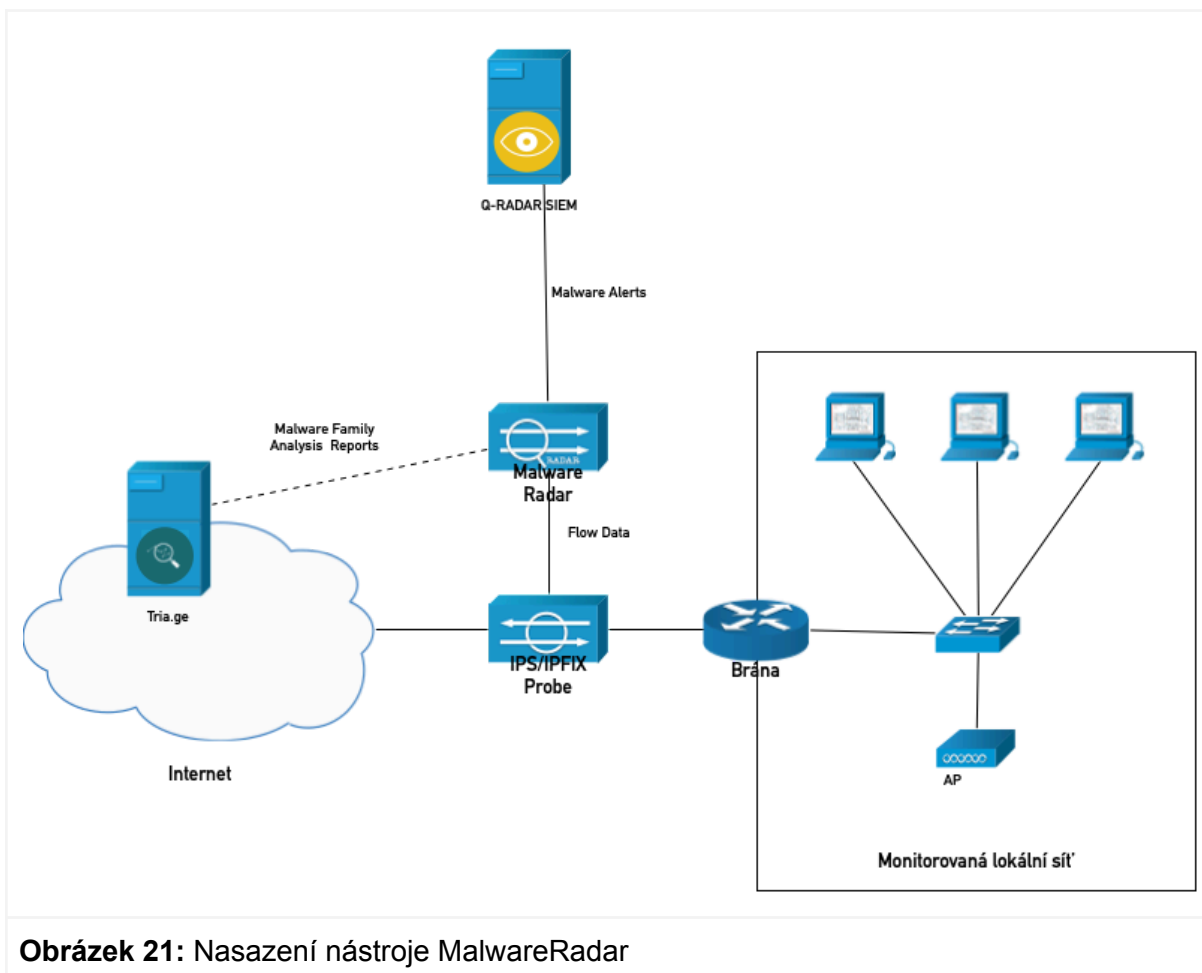 Q-RADAR SIEM
Malware Alerts
Malware Family
Analysis Reports
RADAR
Malware
Radar
Flow Data
Tria.ge
IPS/IPFIX
Probe
Brána
Internet
AP
Monitorovaná lokální síť
Obrázek 21: Nasazení nástroje MalwareRadar